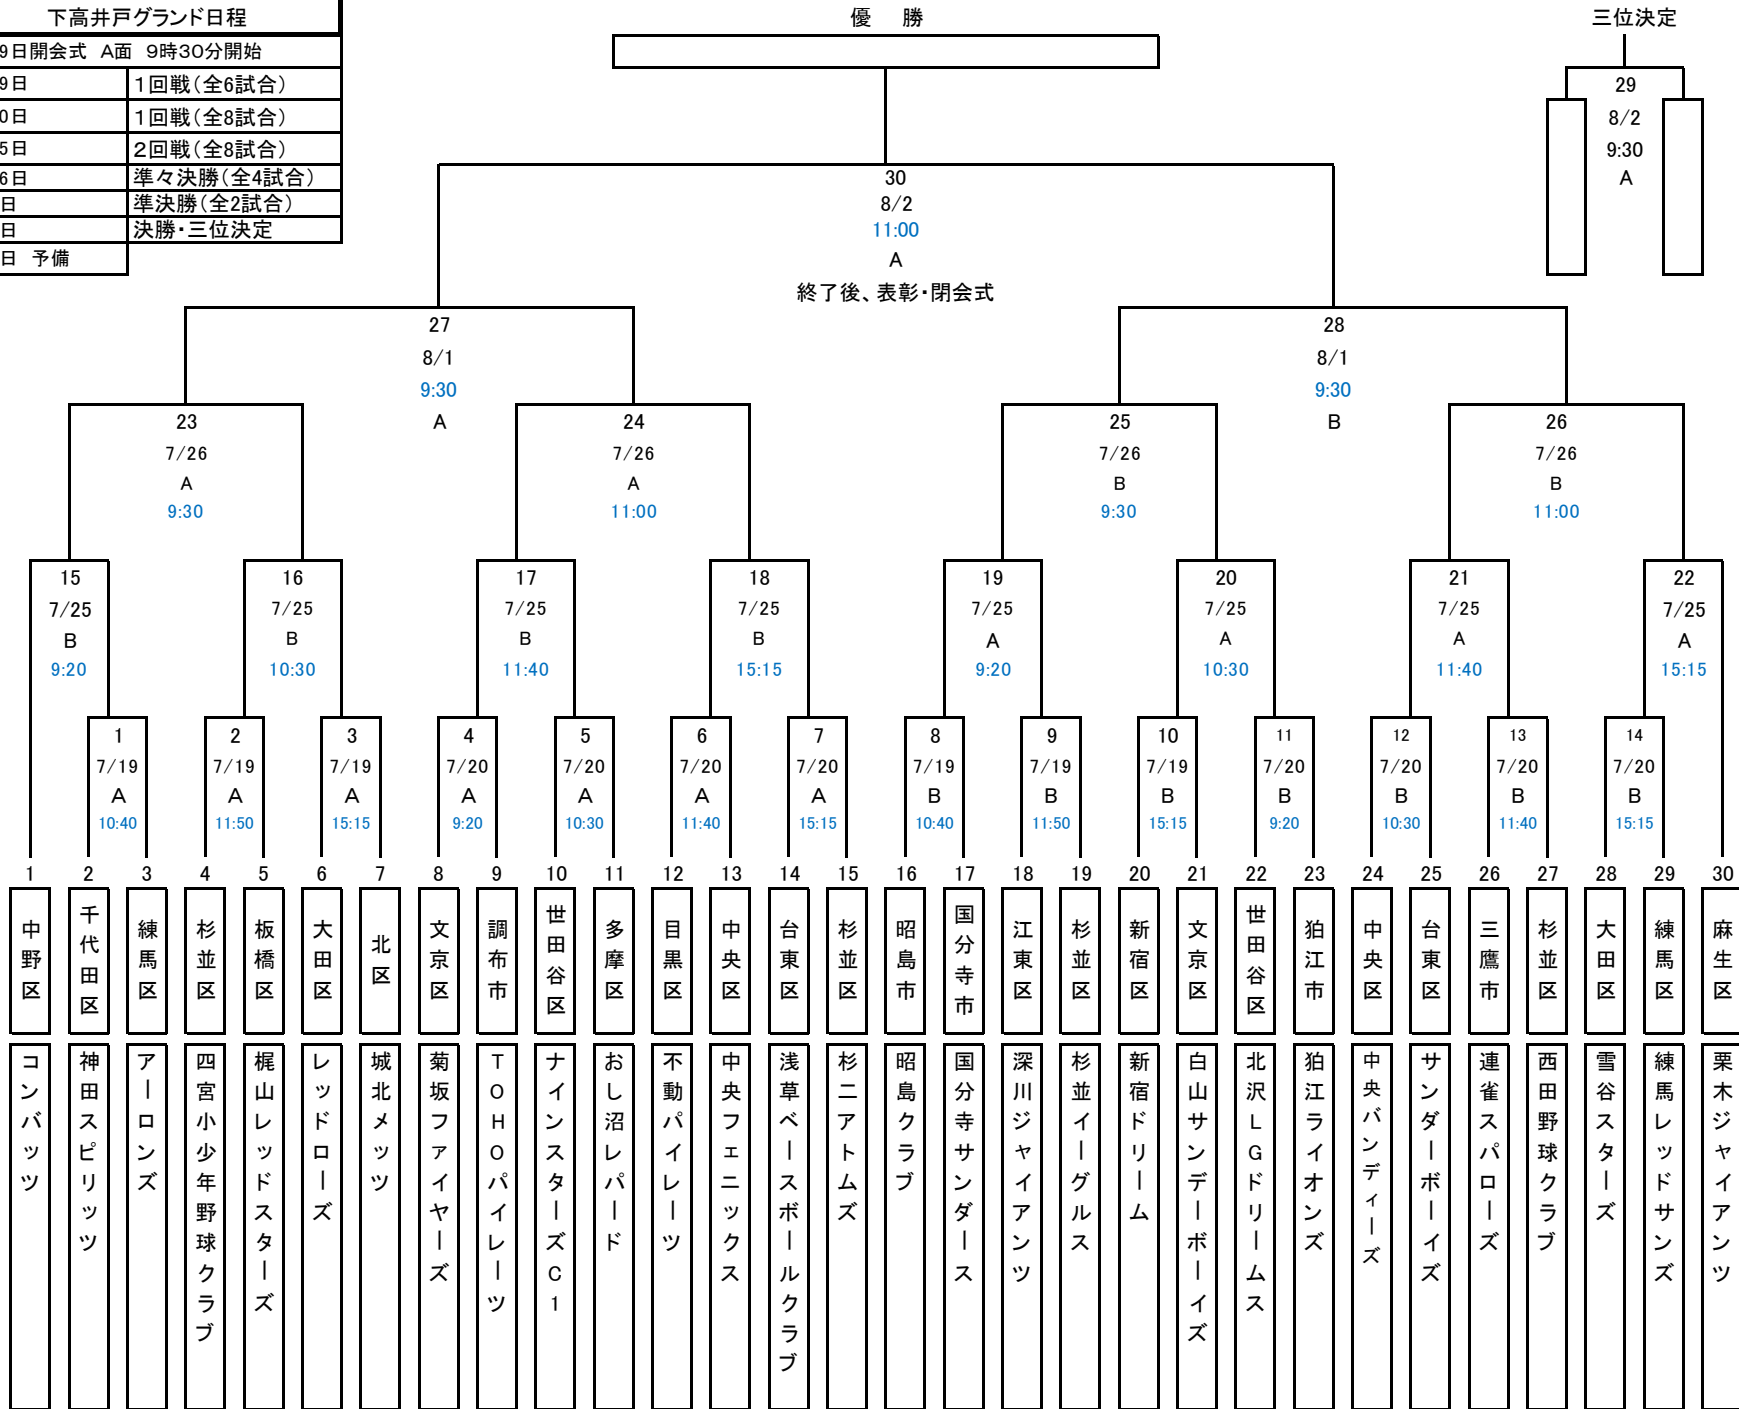 下高井戸グランド日程
9日開会式 A面 9時30分開始
9日 1回戦(全6試合)
0日 1回戦(全8試合)
5日 2回戦(全8試合)
6日 準々決勝(全4試合)
日 準決勝(全2試合)
日 決勝・三位決定
日 予備
優 勝
三位決定
29
8/2
9:30
A
30
8/2
11:00
A
終了後、表彰・閉会式
27
8/1
9:30
A
28
8/1
9:30
B
23
7/26
A
9:30
24
7/26
A
11:00
25
7/26
B
9:30
26
7/26
B
11:00
15
7/25
B
9:20
16
7/25
B
10:30
17
7/25
B
11:40
18
7/25
B
15:15
19
7/25
A
9:20
20
7/25
A
10:30
21
7/25
A
11:40
22
7/25
A
15:15
1
7/19
A
10:40
2
7/19
A
11:50
3
7/19
A
15:15
4
7/20
A
9:20
5
7/20
A
10:30
6
7/20
A
11:40
7
7/20
A
15:15
8
7/19
B
10:40
9
7/19
B
11:50
10
7/19
B
15:15
11
7/20
B
9:20
12
7/20
B
10:30
13
7/20
B
11:40
14
7/20
B
15:15
1 中野区 コンバッツ
2 千代田区 神田スピリッツ
3 練馬区 アーロンズ
4 杉並区 四宮小少年野球クラブ
5 板橋区 梶山レッドスターズ
6 大田区 レッドローズ
7 北区 城北メッツ
8 文京区 菊坂ファイヤーズ
9 調布市 TOHOパイレーツ
10 世田谷区 ナインスターズC1
11 多摩区 おし沼レパード
12 目黒区 不動パイレーツ
13 中央区 中央フェニックス
14 台東区 浅草ベースボールクラブ
15 杉並区 杉二アトムズ
16 昭島市 昭島クラブ
17 国分寺市 国分寺サンダース
18 江東区 深川ジャイアンツ
19 杉並区 杉並イーグルス
20 新宿区 新宿ドリーム
21 文京区 白山サンデーボーイズ
22 世田谷区 北沢LGドリームス
23 狛江市 狛江ライオンズ
24 中央区 中央バンディーズ
25 台東区 サンダーボーイズ
26 三鷹市 連雀スパローズ
27 杉並区 西田野球クラブ
28 大田区 雪谷スターズ
29 練馬区 練馬レッドサンズ
30 麻生区 栗木ジャイアンツ